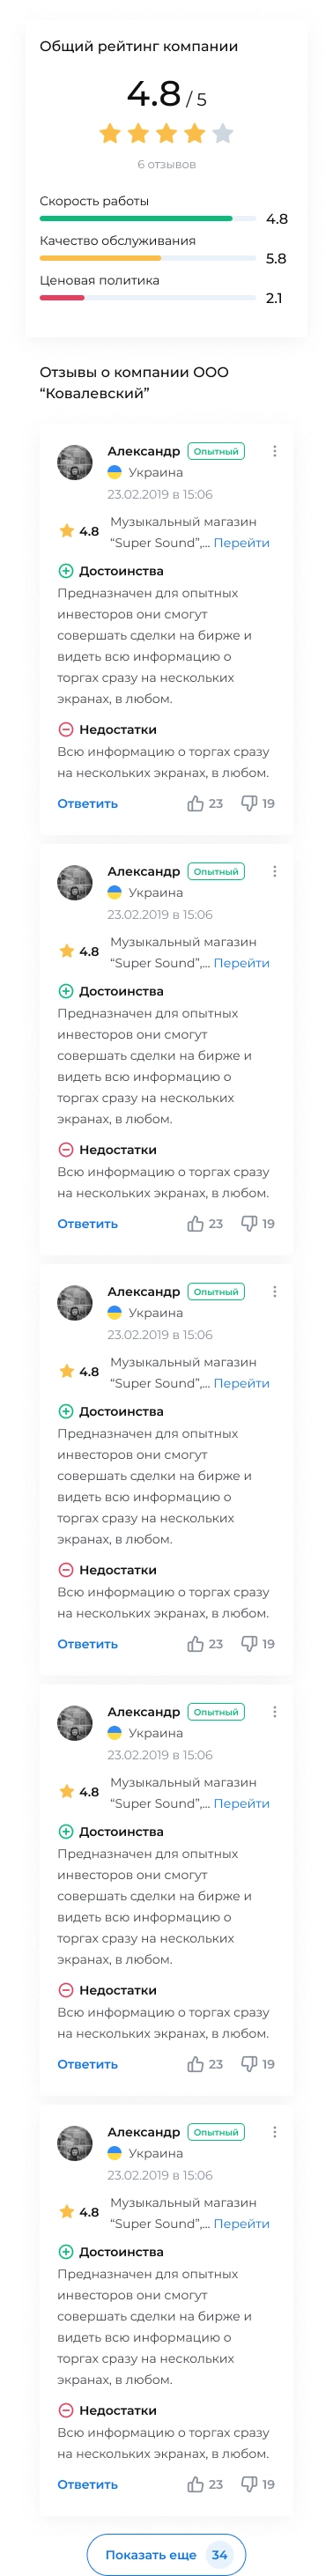 Общий рейтинг компании
4.8 / 5
6 отзывов
Скорость работы
4.8
Качество обслуживания
5.8
Ценовая политика
2.1
Отзывы о компании ООО
“Ковалевский”
Александр Опытный
Украина
23.02.2019 в 15:06
4.8 Музыкальный магазин
“Super Sound”,... Перейти
Достоинства
Предназначен для опытных
инвесторов они смогут
совершать сделки на бирже и
видеть всю информацию о
торгах сразу на нескольких
экранах, в любом.
Недостатки
Всю информацию о торгах сразу
на нескольких экранах, в любом.
Ответить 23 19
Александр Опытный
Украина
23.02.2019 в 15:06
4.8 Музыкальный магазин
“Super Sound”,... Перейти
Достоинства
Предназначен для опытных
инвесторов они смогут
совершать сделки на бирже и
видеть всю информацию о
торгах сразу на нескольких
экранах, в любом.
Недостатки
Всю информацию о торгах сразу
на нескольких экранах, в любом.
Ответить 23 19
Александр Опытный
Украина
23.02.2019 в 15:06
4.8 Музыкальный магазин
“Super Sound”,... Перейти
Достоинства
Предназначен для опытных
инвесторов они смогут
совершать сделки на бирже и
видеть всю информацию о
торгах сразу на нескольких
экранах, в любом.
Недостатки
Всю информацию о торгах сразу
на нескольких экранах, в любом.
Ответить 23 19
Александр Опытный
Украина
23.02.2019 в 15:06
4.8 Музыкальный магазин
“Super Sound”,... Перейти
Достоинства
Предназначен для опытных
инвесторов они смогут
совершать сделки на бирже и
видеть всю информацию о
торгах сразу на нескольких
экранах, в любом.
Недостатки
Всю информацию о торгах сразу
на нескольких экранах, в любом.
Ответить 23 19
Александр Опытный
Украина
23.02.2019 в 15:06
4.8 Музыкальный магазин
“Super Sound”,... Перейти
Достоинства
Предназначен для опытных
инвесторов они смогут
совершать сделки на бирже и
видеть всю информацию о
торгах сразу на нескольких
экранах, в любом.
Недостатки
Всю информацию о торгах сразу
на нескольких экранах, в любом.
Ответить 23 19
Показать еще 34